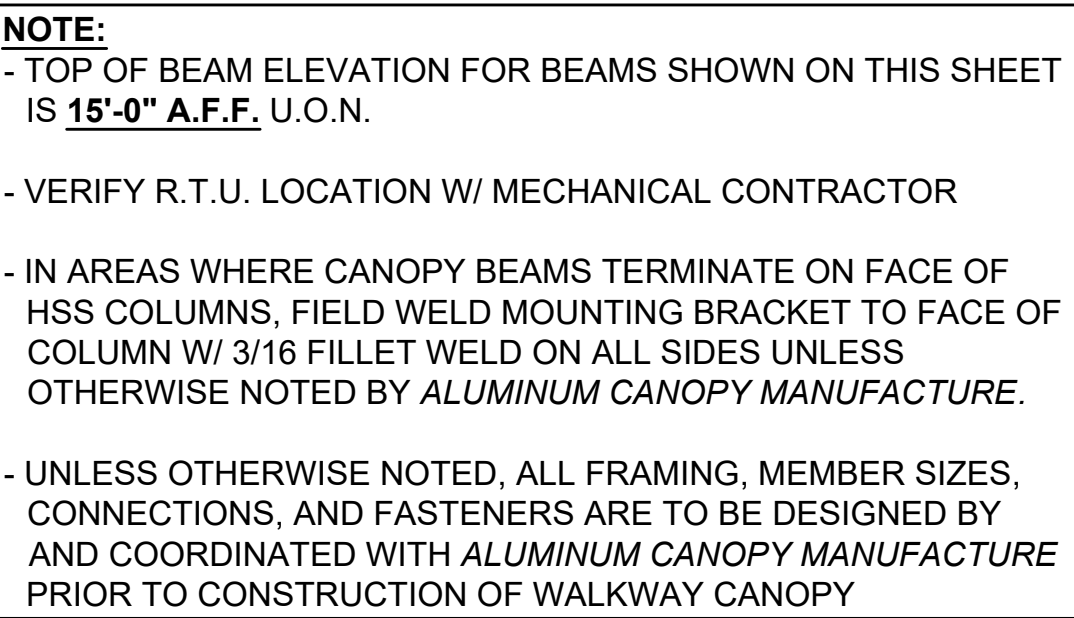 NOTE:
- TOP OF BEAM ELEVATION FOR BEAMS SHOWN ON THIS SHEET
IS 15'-0" A.F.F. U.O.N.
- VERIFY R.T.U. LOCATION W/ MECHANICAL CONTRACTOR
- IN AREAS WHERE CANOPY BEAMS TERMINATE ON FACE OF
HSS COLUMNS, FIELD WELD MOUNTING BRACKET TO FACE OF
COLUMN W/ 3/16 FILLET WELD ON ALL SIDES UNLESS
OTHERWISE NOTED BY ALUMINUM CANOPY MANUFACTURE.
- UNLESS OTHERWISE NOTED, ALL FRAMING, MEMBER SIZES,
CONNECTIONS, AND FASTENERS ARE TO BE DESIGNED BY
AND COORDINATED WITH ALUMINUM CANOPY MANUFACTURE
PRIOR TO CONSTRUCTION OF WALKWAY CANOPY